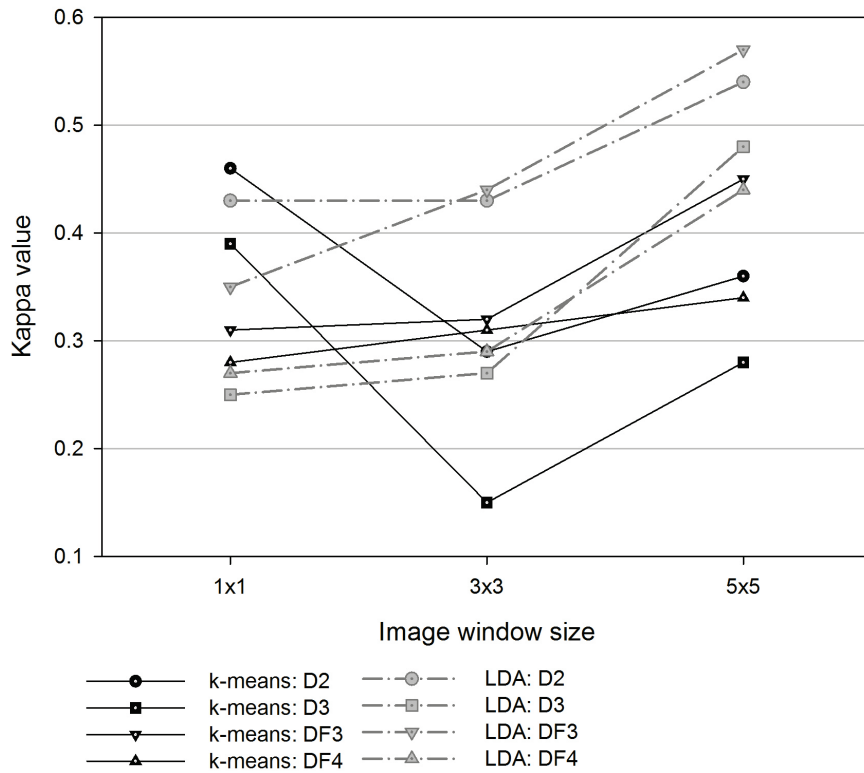 0.6
0.5
0.4
0.3
0.2
0.1
Kappa value
1x1 3x3 5x5
Image window size
k-means: D2 LDA: D2
k-means: D3 LDA: D3
k-means: DF3 LDA: DF3
k-means: DF4 LDA: DF4